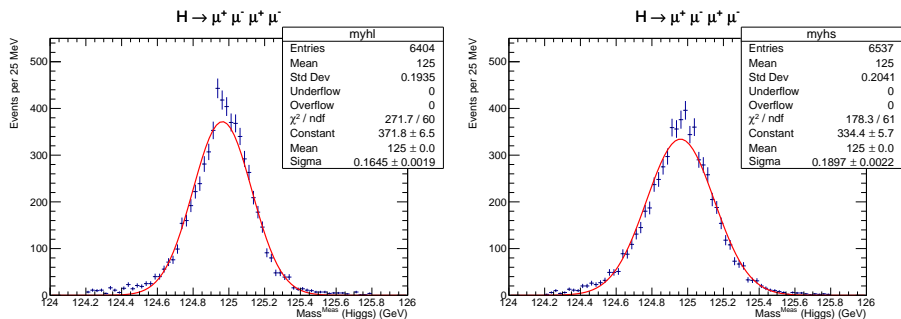 H → μ⁺ μ⁻ μ⁺ μ⁻
myhl
Entries 6404
Mean 125
Std Dev 0.1935
Underflow 0
Overflow 0
χ² / ndf 271.7 / 60
Constant 371.8 ± 6.5
Mean 125 ± 0.0
Sigma 0.1645 ± 0.0019
Events per 25 MeV
500
400
300
200
100
0
124 124.2 124.4 124.6 124.8 125 125.2 125.4 125.6 125.8 126
Mass^Meas (Higgs) (GeV)
H → μ⁺ μ⁻ μ⁺ μ⁻
myhs
Entries 6537
Mean 125
Std Dev 0.2041
Underflow 0
Overflow 0
χ² / ndf 178.3 / 61
Constant 334.4 ± 5.7
Mean 125 ± 0.0
Sigma 0.1897 ± 0.0022
Events per 25 MeV
500
400
300
200
100
0
124 124.2 124.4 124.6 124.8 125 125.2 125.4 125.6 125.8 126
Mass^Meas (Higgs) (GeV)